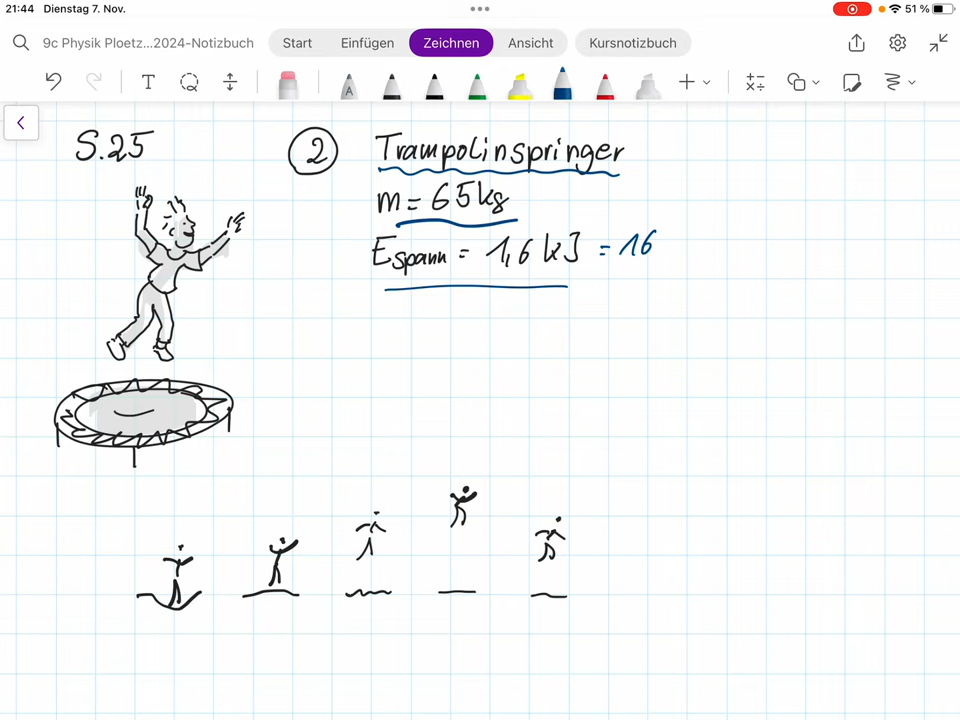 21:44 Dienstag 7. Nov.
51 %
9c Physik Ploetz...2024-Notizbuch
Start
Einfügen
Zeichnen
Ansicht
Kursnotizbuch
T
A
S.25
2 Trampolinspringer
m = 65 kg
Espann = 1,6 kJ = 16